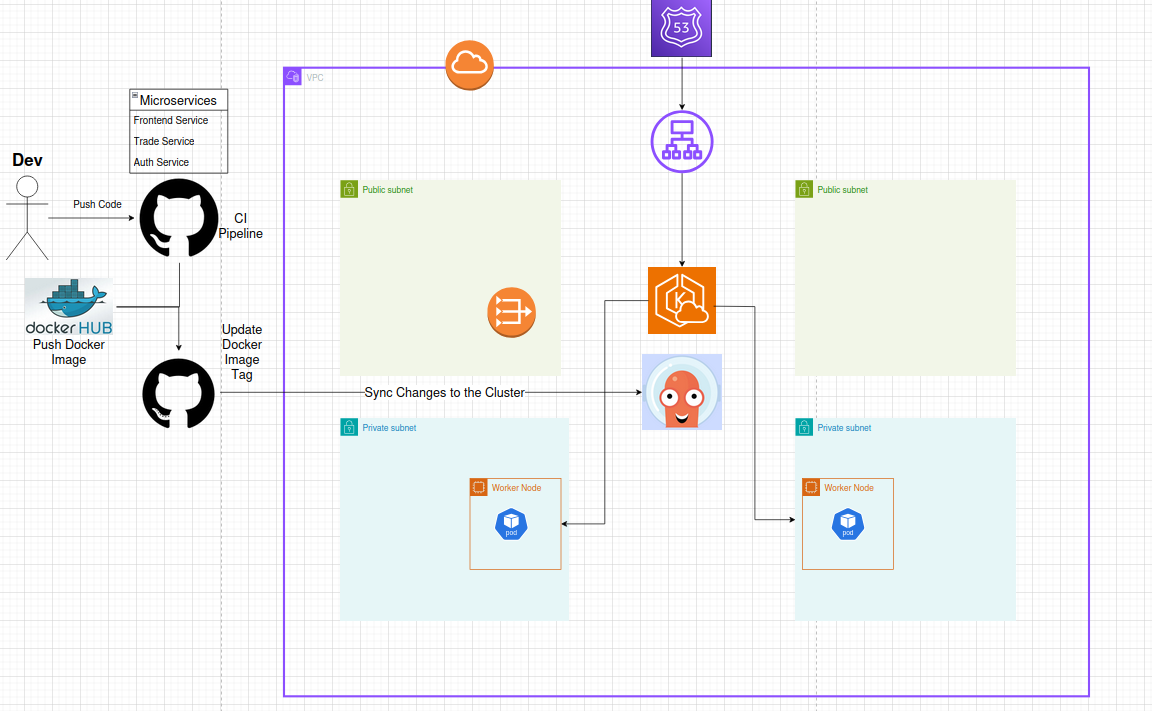 53
VPC
Microservices
Frontend Service
Trade Service
Auth Service
Dev
Push Code
CI
Pipeline
Public subnet
Public subnet
docker HUB
Push Docker
Image
Update
Docker
Image
Tag
K
Sync Changes to the Cluster
Private subnet
Private subnet
Worker Node
pod
Worker Node
pod